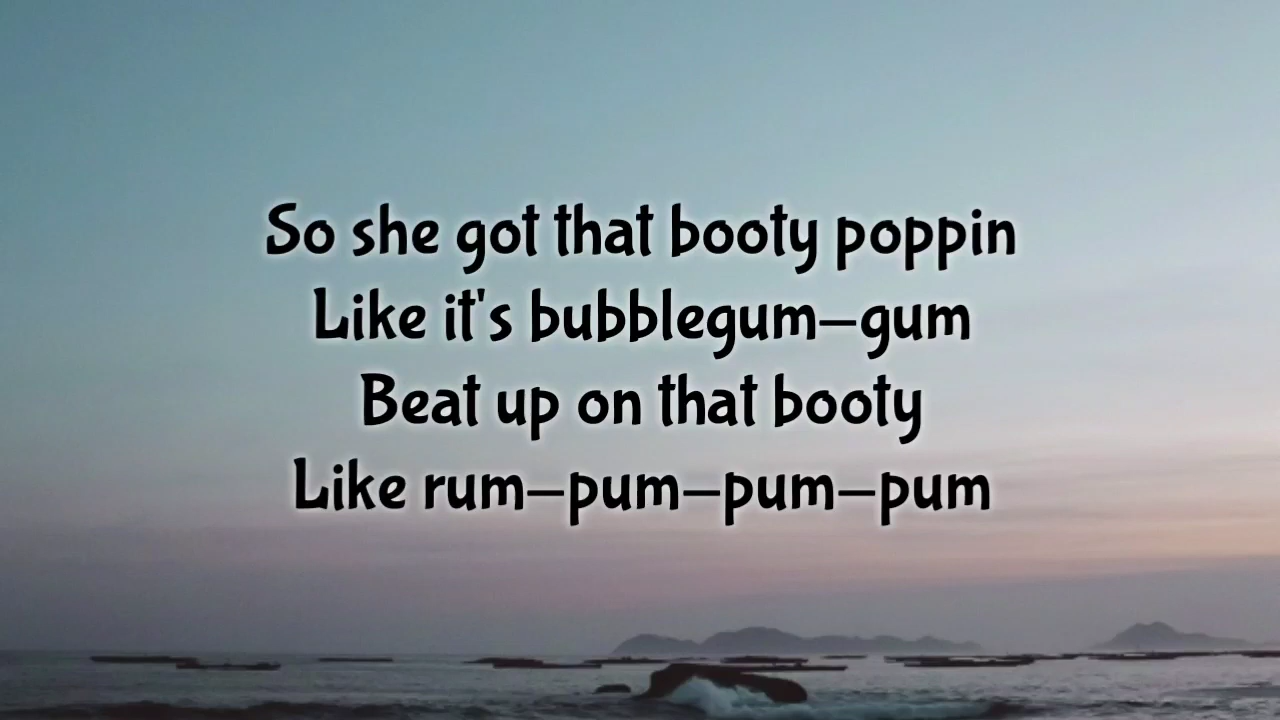 So she got that booty poppin
Like it's bubblegum-gum
Beat up on that booty
Like rum-pum-pum-pum